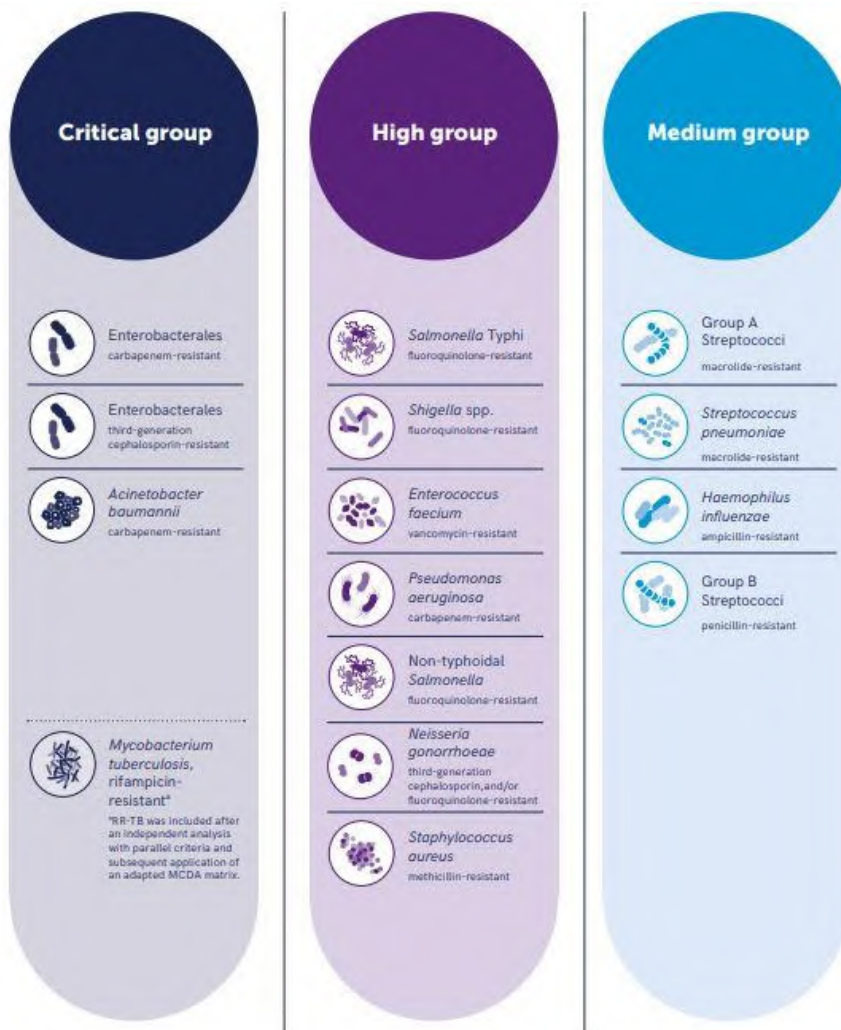 Critical group
Enterobacterales
carbapenem-resistant
Enterobacterales
third-generation
cephalosporin-resistant
Acinetobacter
baumannii
carbapenem-resistant
Mycobacterium
tuberculosis,
rifampicin-
resistant*
*RR-TB was included after
an independent analysis
with parallel criteria and
subsequent application of
an adapted MCDA matrix.
High group
Salmonella Typhi
fluoroquinolone-resistant
Shigella spp.
fluoroquinolone-resistant
Enterococcus
faecium
vancomycin-resistant
Pseudomonas
aeruginosa
carbapenem-resistant
Non-typhoidal
Salmonella
fluoroquinolone-resistant
Neisseria
gonorrhoeae
third-generation
cephalosporin,and/or
fluoroquinolone-resistant
Staphylococcus
aureus
methicillin-resistant
Medium group
Group A
Streptococci
macrolide-resistant
Streptococcus
pneumoniae
macrolide-resistant
Haemophilus
influenzae
ampicillin-resistant
Group B
Streptococci
penicillin-resistant